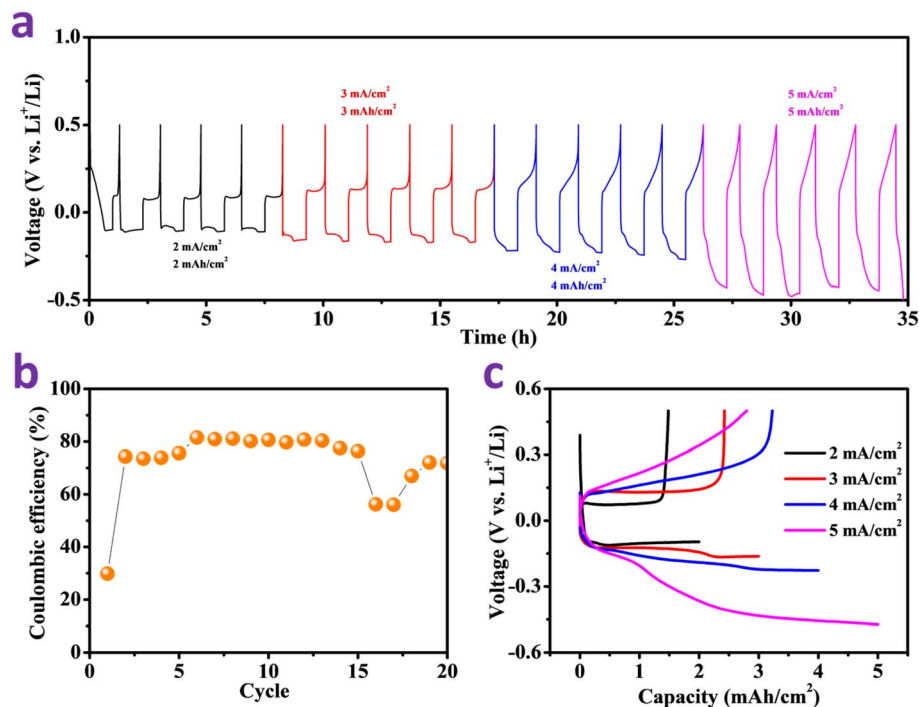 a
1.0
0.5
0.0
-0.5
Voltage (V vs. Li⁺/Li)
3 mA/cm²
3 mAh/cm²
5 mA/cm²
5 mAh/cm²
2 mA/cm²
2 mAh/cm²
4 mA/cm²
4 mAh/cm²
0 5 10 15 20 25 30 35
Time (h)
b
100
80
60
40
20
0
Coulombic efficiency (%)
0 5 10 15 20
Cycle
c
0.6
0.3
0.0
-0.3
-0.6
Voltage (V vs. Li⁺/Li)
2 mA/cm²
3 mA/cm²
4 mA/cm²
5 mA/cm²
0 1 2 3 4 5
Capacity (mAh/cm²)